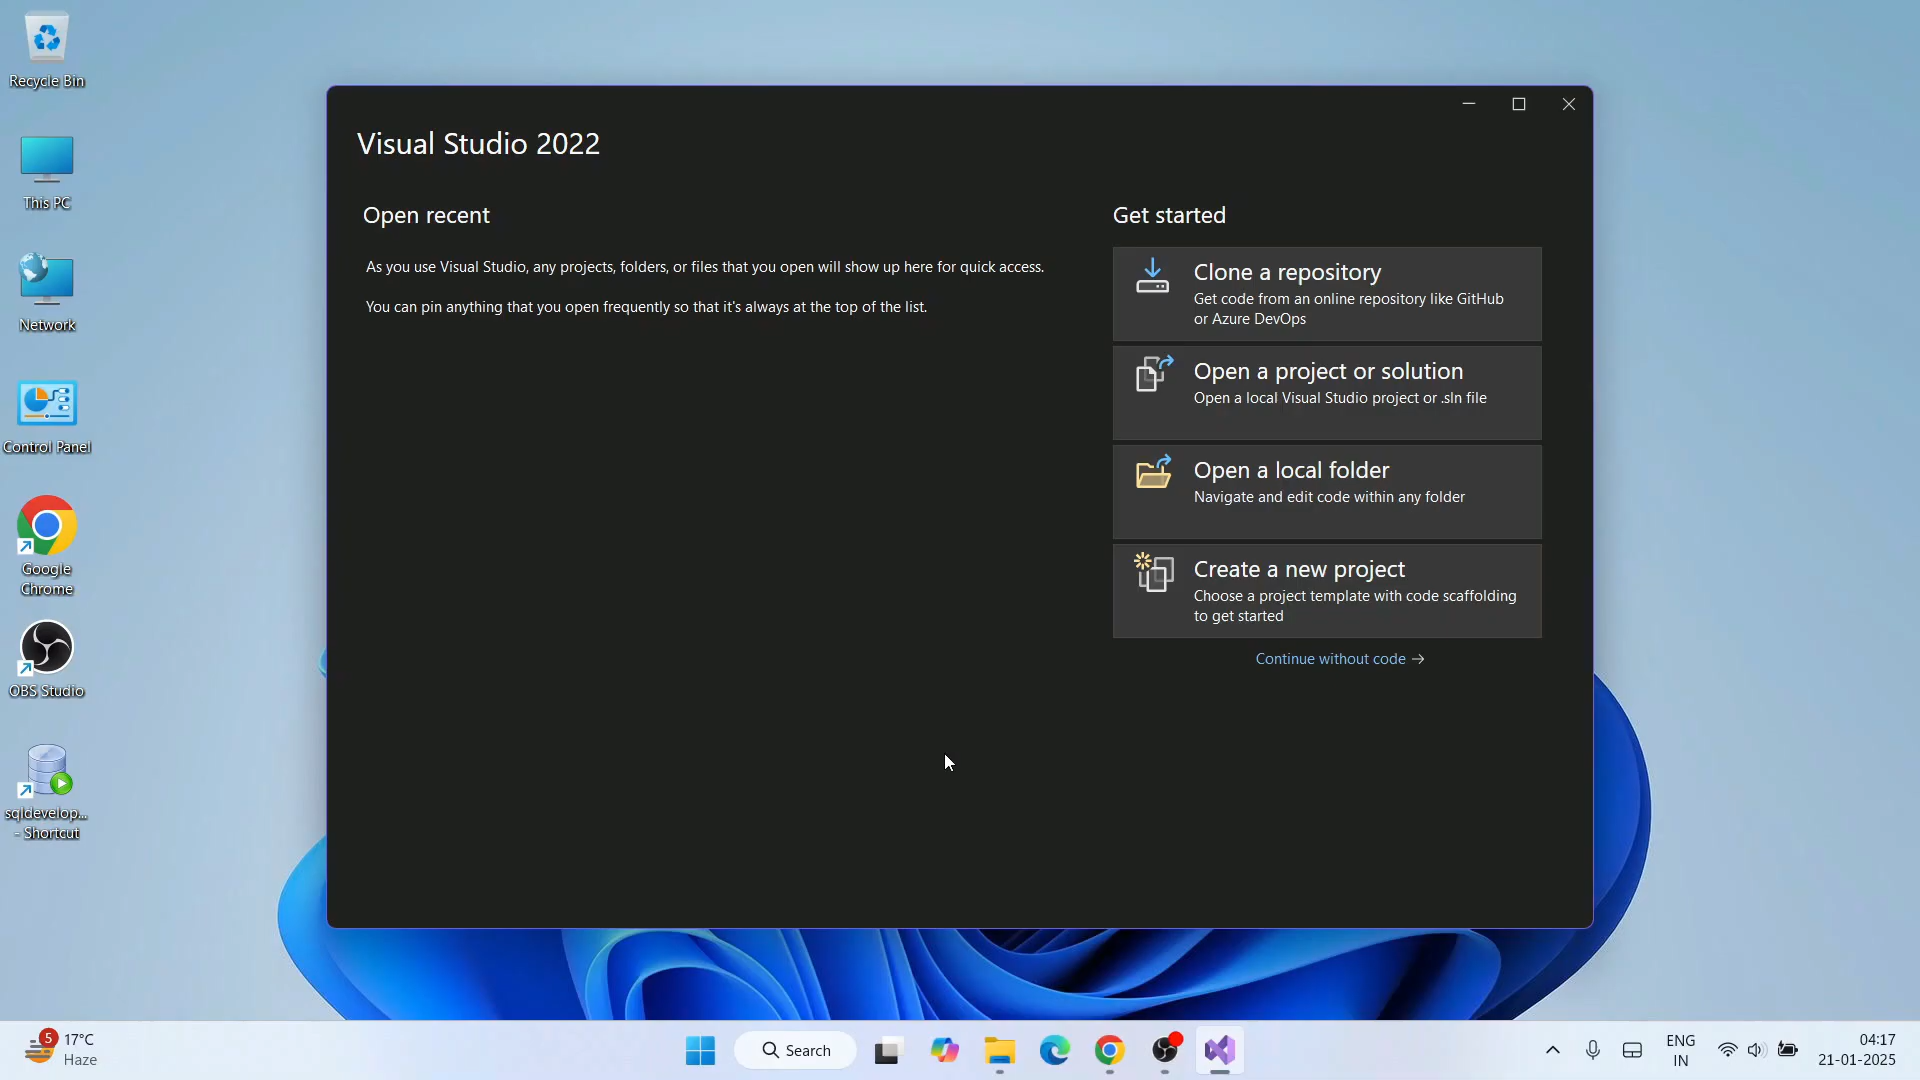 Recycle Bin
This PC
Network
Control Panel
Google
Chrome
OBS Studio
sqldevelop...
- Shortcut
Visual Studio 2022
Open recent
As you use Visual Studio, any projects, folders, or files that you open will show up here for quick access.
You can pin anything that you open frequently so that it's always at the top of the list.
Get started
Clone a repository
Get code from an online repository like GitHub
or Azure DevOps
Open a project or solution
Open a local Visual Studio project or .sln file
Open a local folder
Navigate and edit code within any folder
Create a new project
Choose a project template with code scaffolding
to get started
Continue without code →
5
17°C
Haze
Search
ENG
IN
04:17
21-01-2025